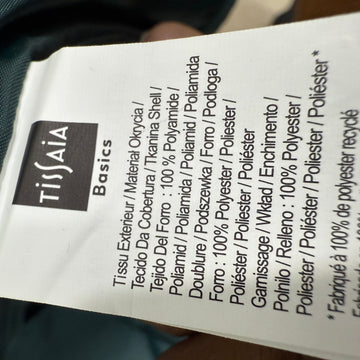 TISSAIA
Basics
Tissu Exterieur / Material Okrycia /
Tecido Da Cobertura / Tkanina Shell /
Tejido Del Forro : 100 % Polyamide /
Poliamid / Poliamida / Poliamid / Poliamida
Doublure / Podszewka / Forro / Podloga /
Forro : 100% Polyester / Poliester /
Poliéster / Poliester / Poliéster
Garnissage / Wkład / Enchimento /
Polnilo / Relleno : 100% Polyester /
Poliester / Poliéster / Poliester / Poliéster *
* Fabriqué à 100% de polyester recyclé